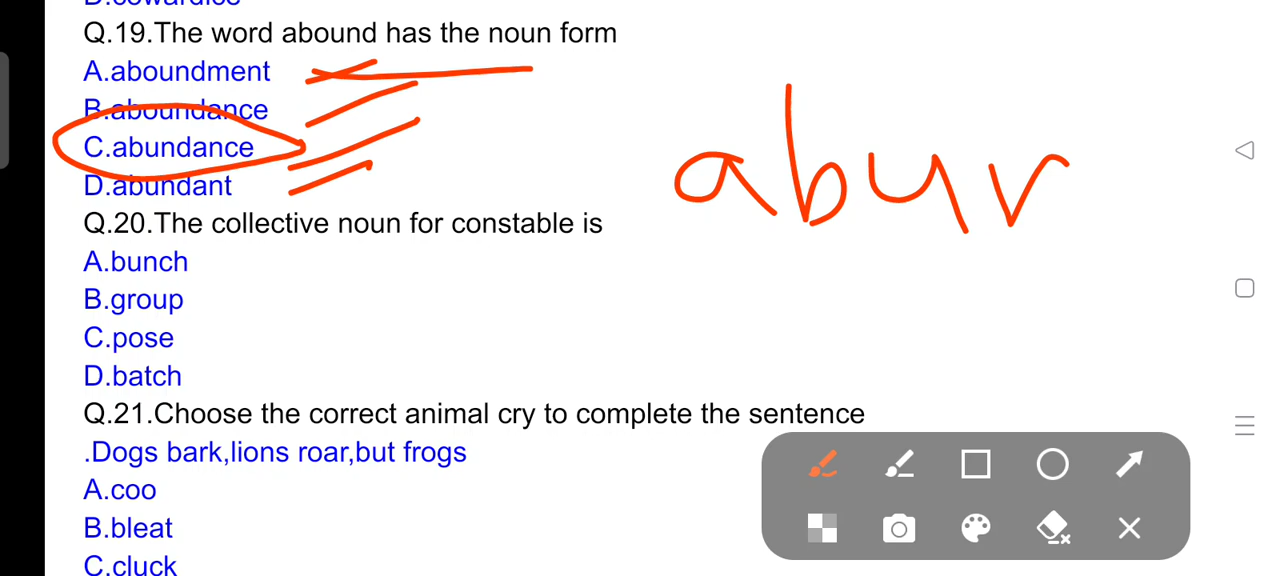 D.cowardice
Q.19.The word abound has the noun form
A.aboundment
B.aboundance
C.abundance
D.abundant
abur
Q.20.The collective noun for constable is
A.bunch
B.group
C.pose
D.batch
Q.21.Choose the correct animal cry to complete the sentence
.Dogs bark,lions roar,but frogs
A.coo
B.bleat
C.cluck